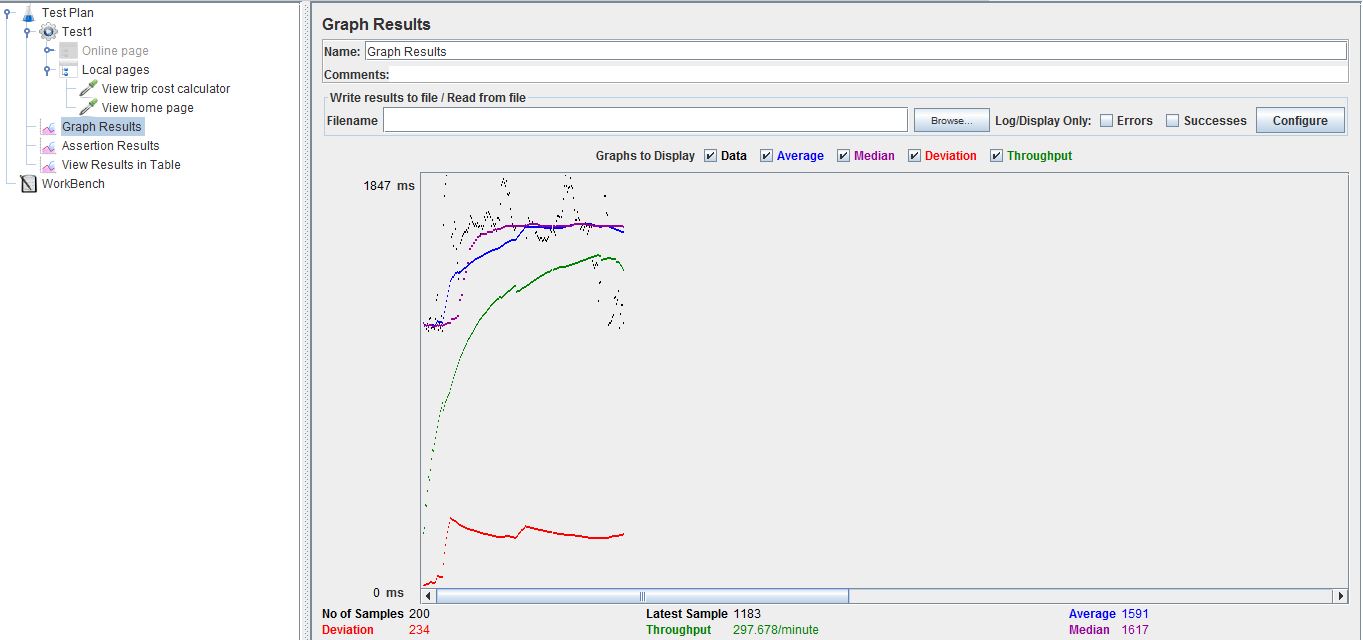 Test Plan
Test1
Online page
Local pages
View trip cost calculator
View home page
Graph Results
Assertion Results
View Results in Table
WorkBench
Graph Results
Name: Graph Results
Comments:
Write results to file / Read from file
Filename Browse... Log/Display Only: Errors Successes Configure
Graphs to Display Data Average Median Deviation Throughput
1847 ms
0 ms
No of Samples 200 Latest Sample 1183 Average 1591
Deviation 234 Throughput 297.678/minute Median 1617